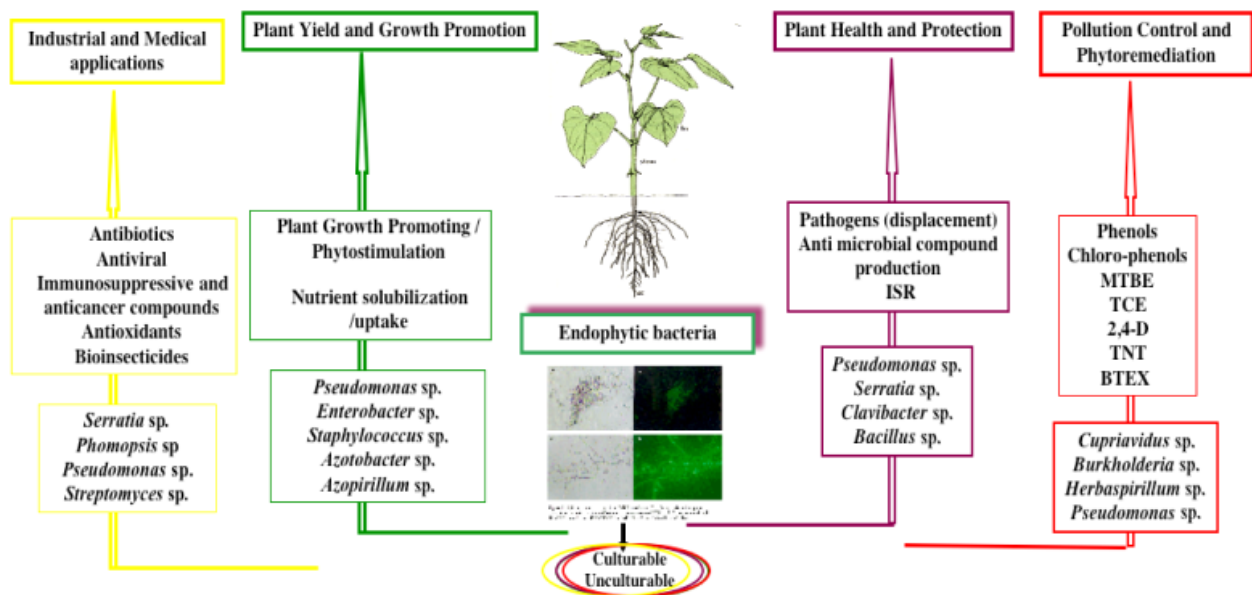 Industrial and Medical
applications
Antibiotics
Antiviral
Immunosuppressive and
anticancer compounds
Antioxidants
Bioinsecticides
Serratia sp.
Phomopsis sp
Pseudomonas sp.
Streptomyces sp.
Plant Yield and Growth Promotion
Plant Growth Promoting /
Phytostimulation
Nutrient solubilization
/uptake
Pseudomonas sp.
Enterobacter sp.
Staphylococcus sp.
Azotobacter sp.
Azopirillum sp.
Endophytic bacteria
Culturable
Unculturable
Plant Health and Protection
Pathogens (displacement)
Anti microbial compound
production
ISR
Pseudomonas sp.
Serratia sp.
Clavibacter sp.
Bacillus sp.
Pollution Control and
Phytoremediation
Phenols
Chloro-phenols
MTBE
TCE
2,4-D
TNT
BTEX
Cupriavidus sp.
Burkholderia sp.
Herbaspirillum sp.
Pseudomonas sp.